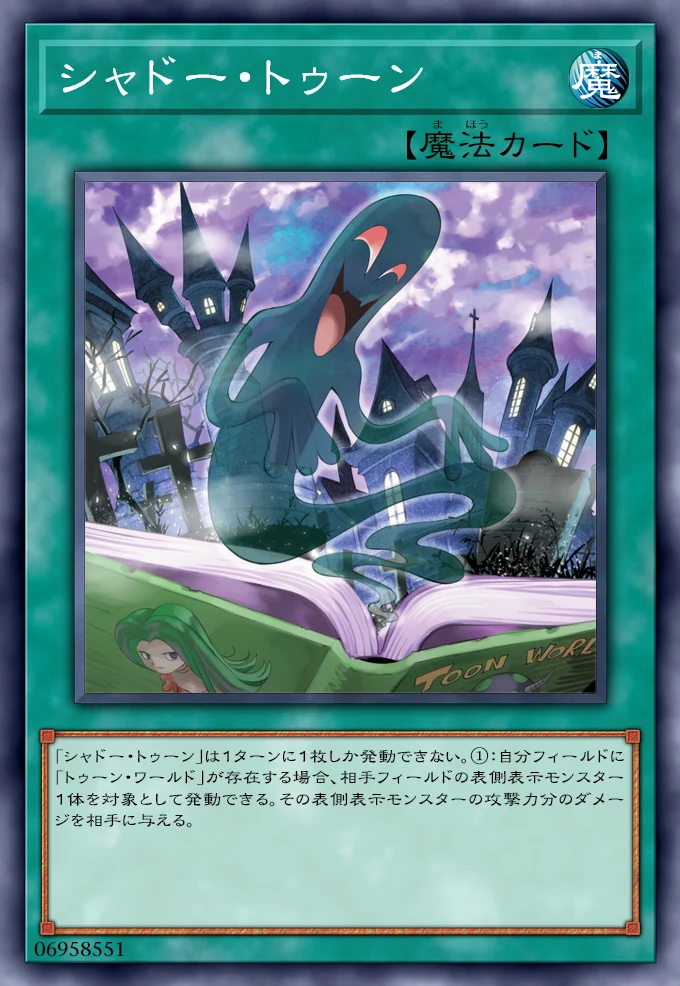 シャドー・トゥーン
魔
ま
【魔法カード】
ま ほう
TOON WORL
「シャドー・トゥーン」は1ターンに1枚しか発動できない。①:自分フィールドに
「トゥーン・ワールド」が存在する場合、相手フィールドの表側表示モンスター
1体を対象として発動できる。その表側表示モンスターの攻撃力分のダメー
ジを相手に与える。
06958551